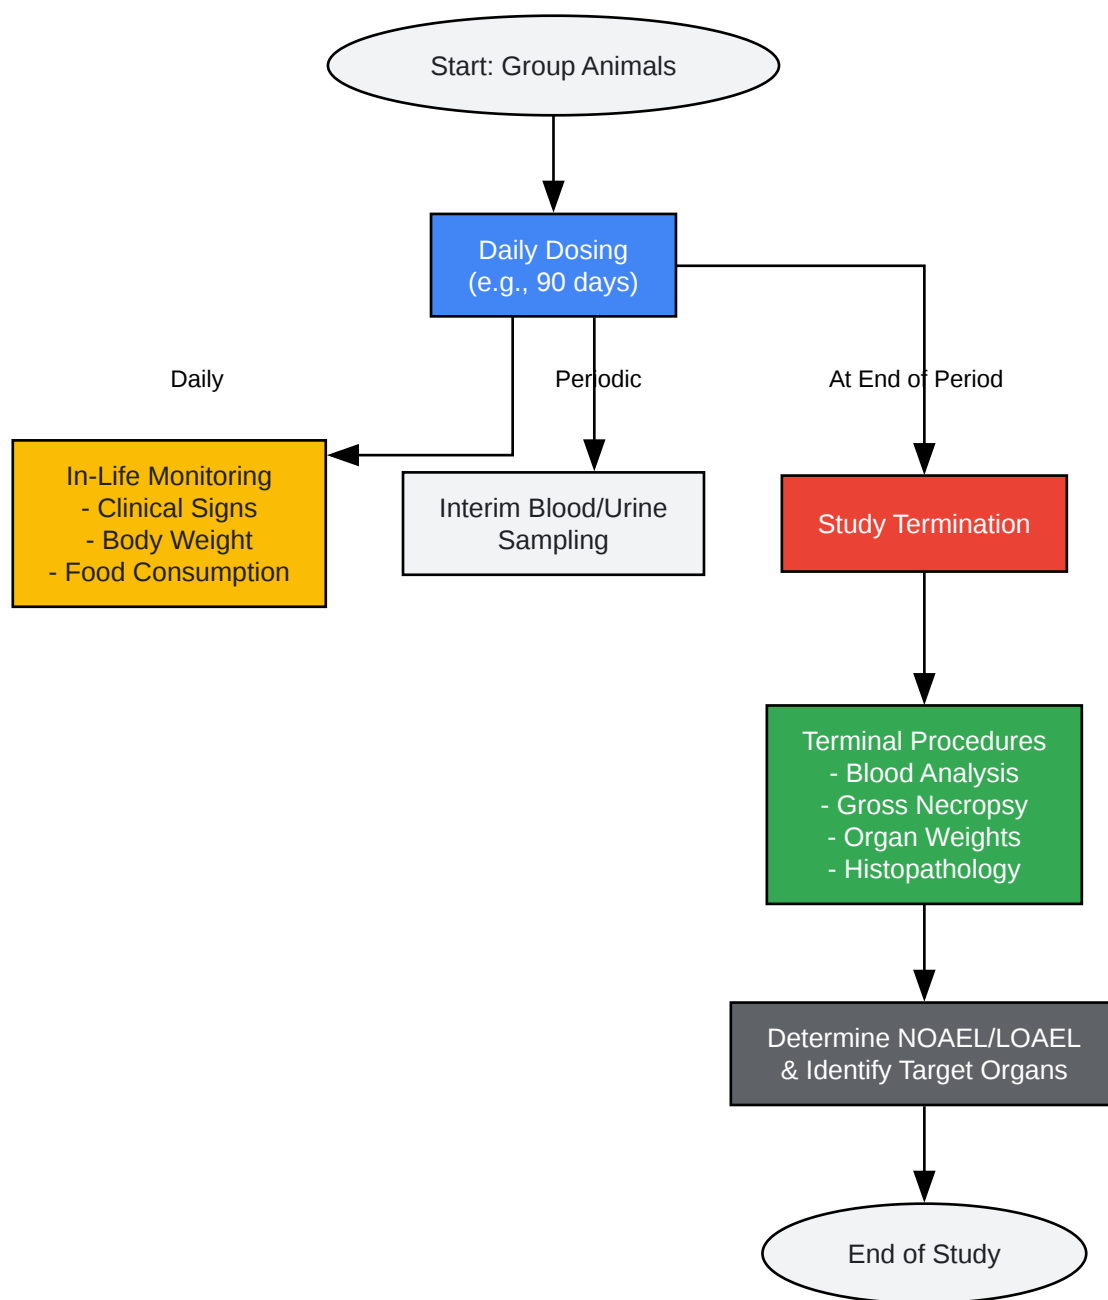 Start: Group Animals
Daily Dosing
(e.g., 90 days)
Daily
Periodic
At End of Period
In-Life Monitoring
- Clinical Signs
- Body Weight
- Food Consumption
Interim Blood/Urine
Sampling
Study Termination
Terminal Procedures
- Blood Analysis
- Gross Necropsy
- Organ Weights
- Histopathology
Determine NOAEL/LOAEL
& Identify Target Organs
End of Study